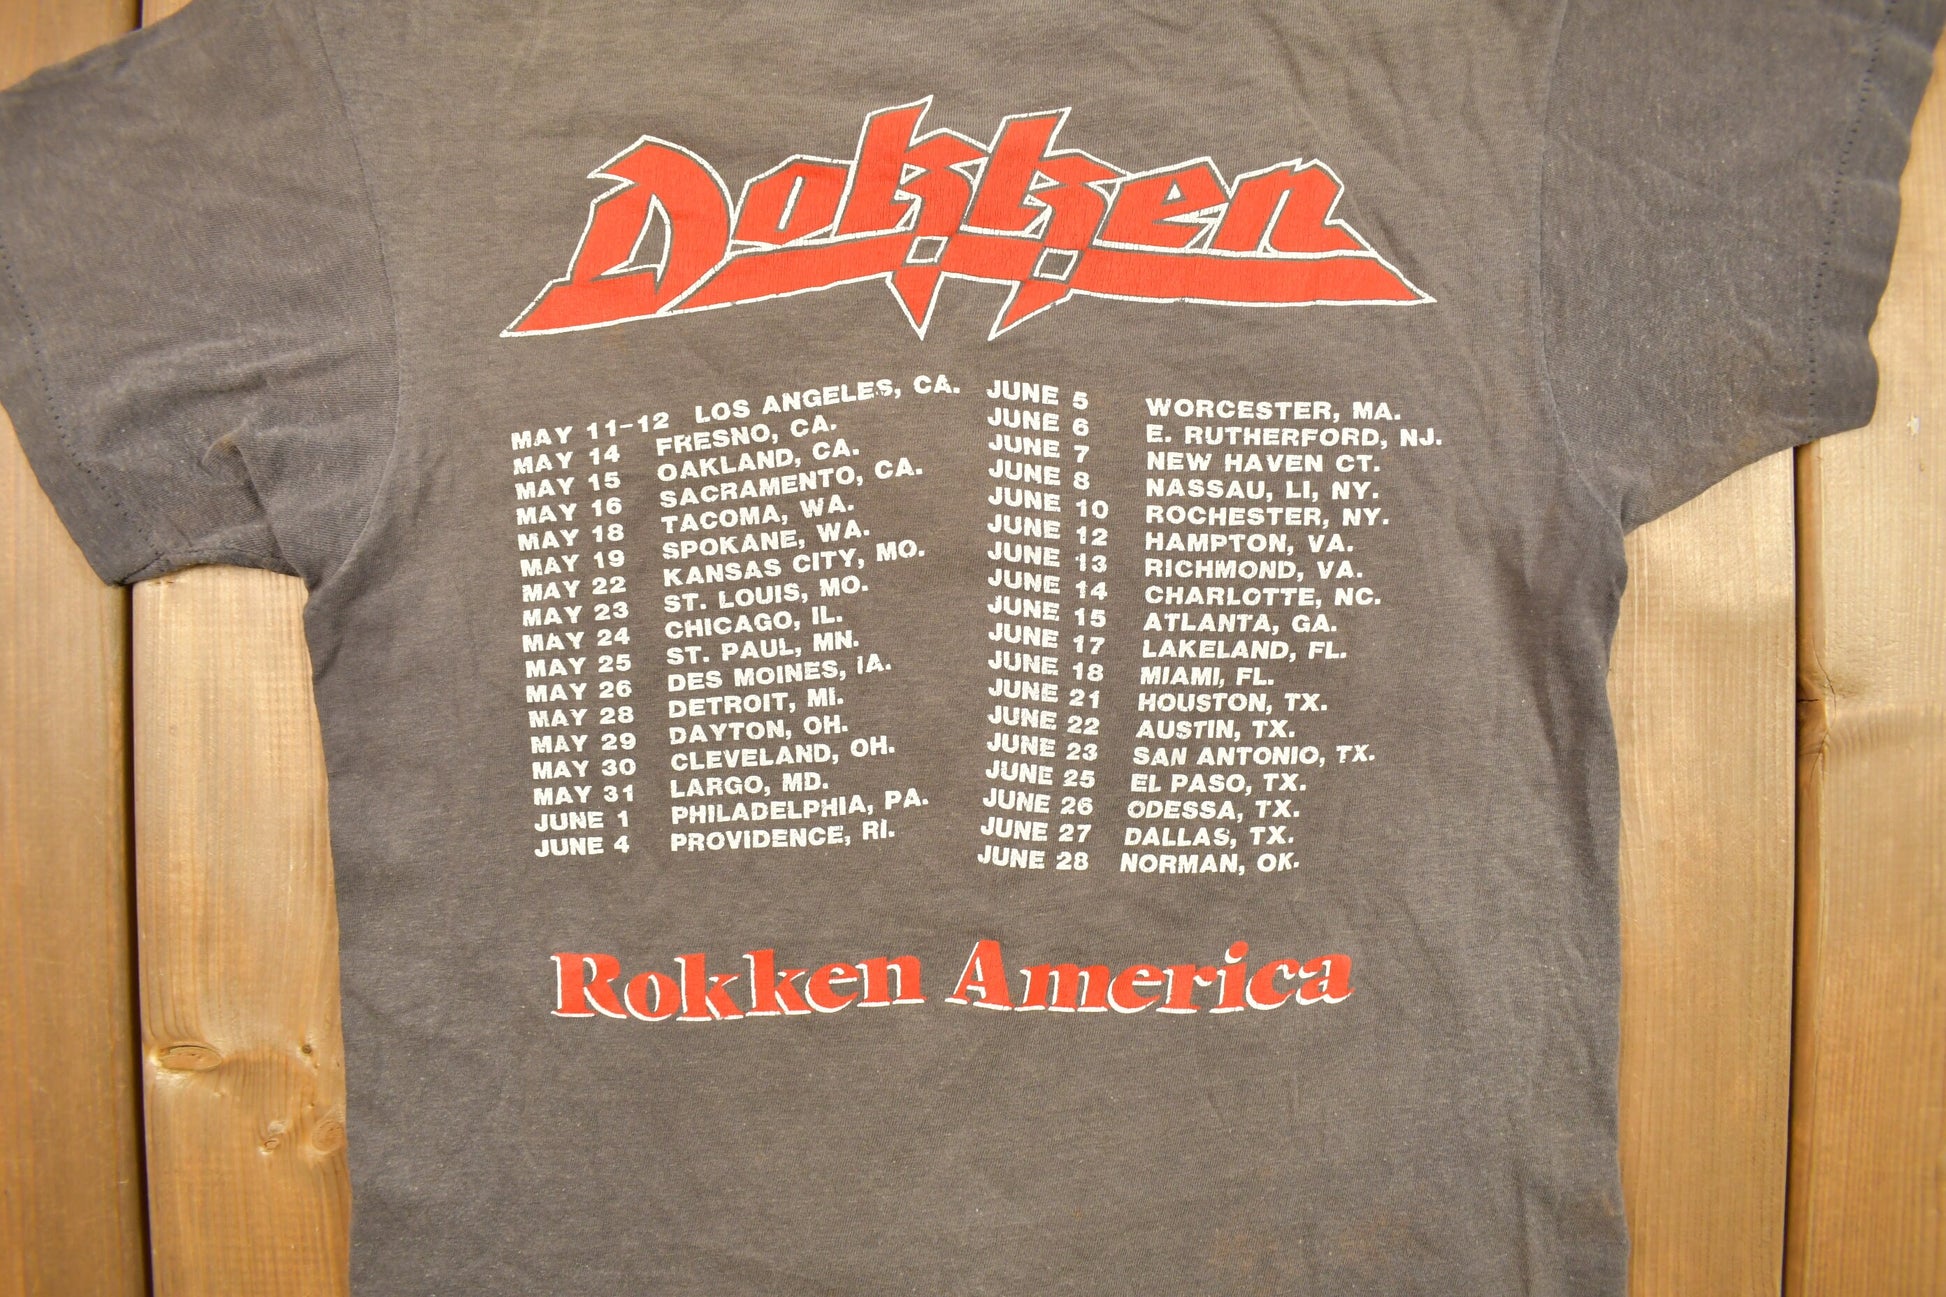 Dokken
MAY 11-12 LOS ANGELES, CA.
MAY 14 FRESNO, CA.
MAY 15 OAKLAND, CA.
MAY 16 SACRAMENTO, CA.
MAY 18 TACOMA, WA.
MAY 19 SPOKANE, WA.
MAY 22 KANSAS CITY, MO.
MAY 23 ST. LOUIS, MO.
MAY 24 CHICAGO, IL.
MAY 25 ST. PAUL, MN.
MAY 26 DES MOINES, IA.
MAY 28 DETROIT, MI.
MAY 29 DAYTON, OH.
MAY 30 CLEVELAND, OH.
MAY 31 LARGO, MD.
JUNE 1 PHILADELPHIA, PA.
JUNE 4 PROVIDENCE, RI.
JUNE 5 WORCESTER, MA.
JUNE 6 E. RUTHERFORD, NJ.
JUNE 7 NEW HAVEN CT.
JUNE 8 NASSAU, LI, NY.
JUNE 10 ROCHESTER, NY.
JUNE 12 HAMPTON, VA.
JUNE 13 RICHMOND, VA.
JUNE 14 CHARLOTTE, NC.
JUNE 15 ATLANTA, GA.
JUNE 17 LAKELAND, FL.
JUNE 18 MIAMI, FL.
JUNE 21 HOUSTON, TX.
JUNE 22 AUSTIN, TX.
JUNE 23 SAN ANTONIO, TX.
JUNE 25 EL PASO, TX.
JUNE 26 ODESSA, TX.
JUNE 27 DALLAS, TX.
JUNE 28 NORMAN, OK.
Rokken America